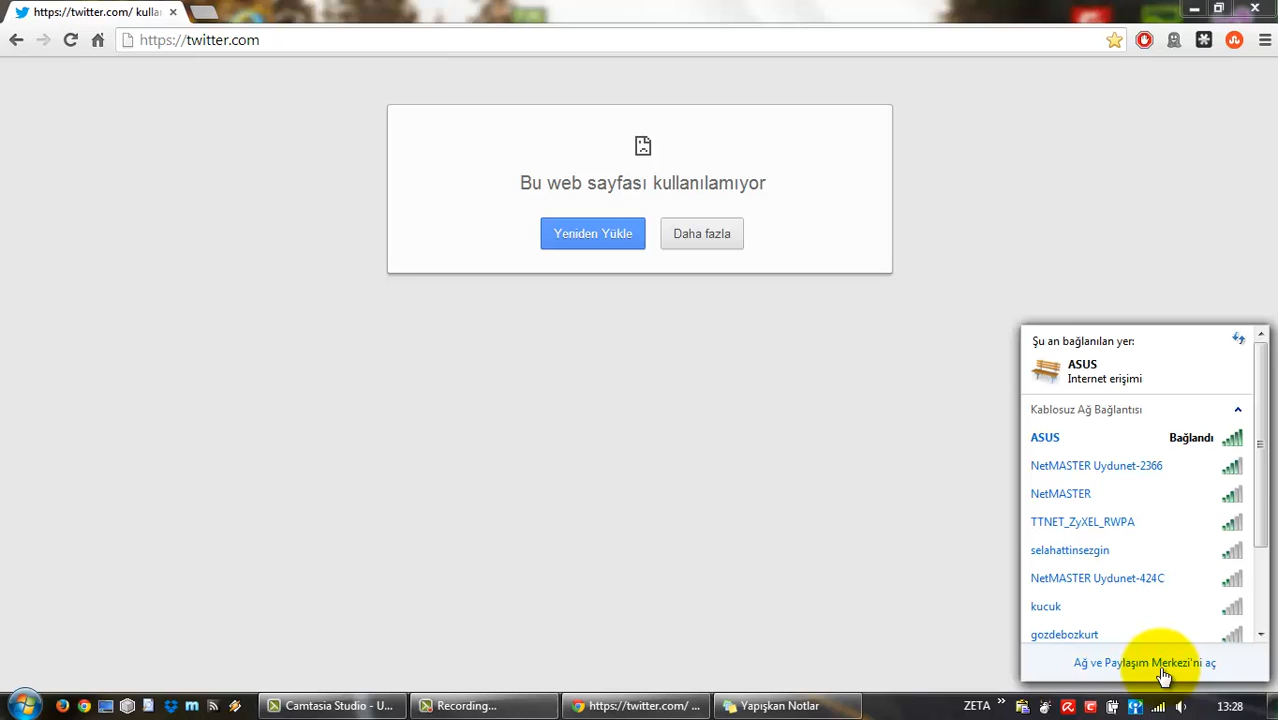 https://twitter.com/ kulla
https://twitter.com
Bu web sayfası kullanılamıyor
Yeniden Yükle
Daha fazla
Şu an bağlanılan yer:
ASUS
Internet erişimi
Kablosuz Ağ Bağlantısı
ASUS Bağlandı
NetMASTER Uydunet-2366
NetMASTER
TTNET_ZyXEL_RWPA
selahattinsezgin
NetMASTER Uydunet-424C
kucuk
gozdebozkurt
Ağ ve Paylaşım Merkezi'ni aç
Camtasia Studio - U...
Recording...
https://twitter.com/ ...
Yapışkan Notlar
ZETA
13:28